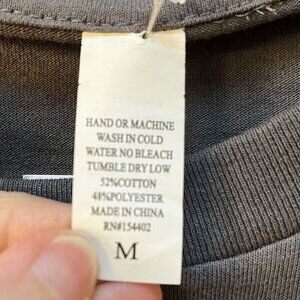 HAND OR MACHINE
WASH IN COLD
WATER NO BLEACH
TUMBLE DRY LOW
52%COTTON
48%POLYESTER
MADE IN CHINA
RN#154402
M